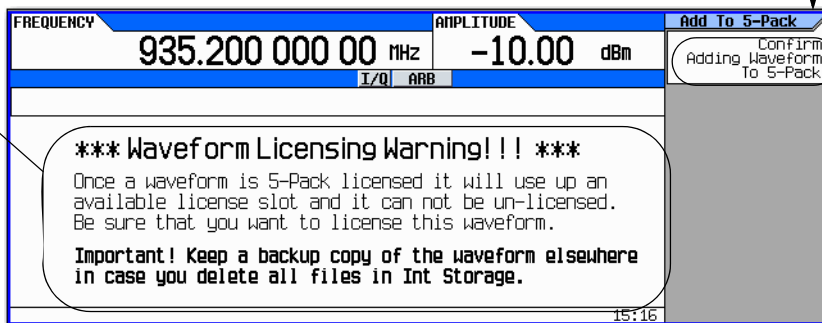 FREQUENCY
935.200 000 00 MHz
AMPLITUDE
-10.00 dBm
I/Q ARB
*** Waveform Licensing Warning!!! ***
Once a waveform is 5-Pack licensed it will use up an
available license slot and it can not be un-licensed.
Be sure that you want to license this waveform.
Important! Keep a backup copy of the waveform elsewhere
in case you delete all files in Int Storage.
15:16
Add To 5-Pack
Confirm
Adding Waveform
To 5-Pack